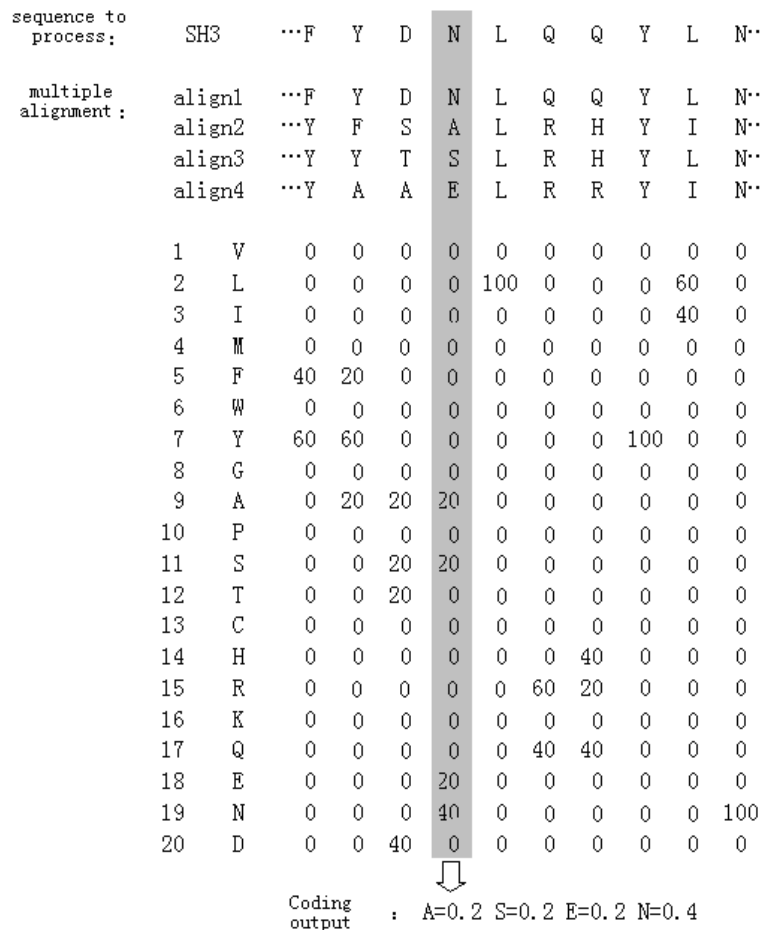 sequence to
process: SH3 ···F Y D N L Q Q Y L N··
multiple
alignment: align1 ···F Y D N L Q Q Y L N··
align2 ···Y F S A L R H Y I N··
align3 ···Y Y T S L R H Y L N··
align4 ···Y A A E L R R Y I N··
1 V 0 0 0 0 0 0 0 0 0 0
2 L 0 0 0 0 100 0 0 0 60 0
3 I 0 0 0 0 0 0 0 0 40 0
4 M 0 0 0 0 0 0 0 0 0 0
5 F 40 20 0 0 0 0 0 0 0 0
6 W 0 0 0 0 0 0 0 0 0 0
7 Y 60 60 0 0 0 0 0 100 0 0
8 G 0 0 0 0 0 0 0 0 0 0
9 A 0 20 20 20 0 0 0 0 0 0
10 P 0 0 0 0 0 0 0 0 0 0
11 S 0 0 20 20 0 0 0 0 0 0
12 T 0 0 20 0 0 0 0 0 0 0
13 C 0 0 0 0 0 0 0 0 0 0
14 H 0 0 0 0 0 0 40 0 0 0
15 R 0 0 0 0 0 60 20 0 0 0
16 K 0 0 0 0 0 0 0 0 0 0
17 Q 0 0 0 0 0 40 40 0 0 0
18 E 0 0 0 20 0 0 0 0 0 0
19 N 0 0 0 40 0 0 0 0 0 100
20 D 0 0 40 0 0 0 0 0 0 0
Coding
output : A=0.2 S=0.2 E=0.2 N=0.4